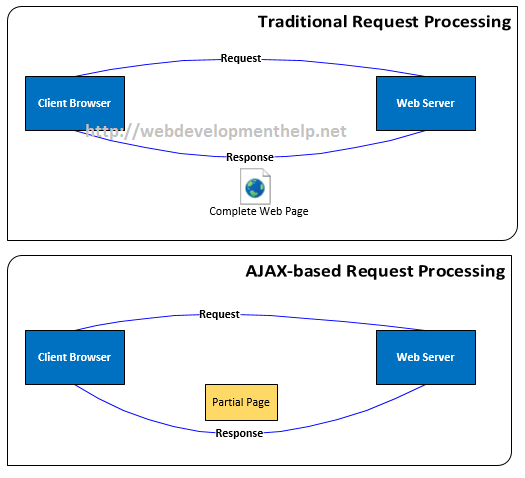 Traditional Request Processing
Request
Client Browser
Web Server
http://webdevelopmenthelp.net
Response
Complete Web Page
AJAX-based Request Processing
Request
Client Browser
Web Server
Partial Page
Response